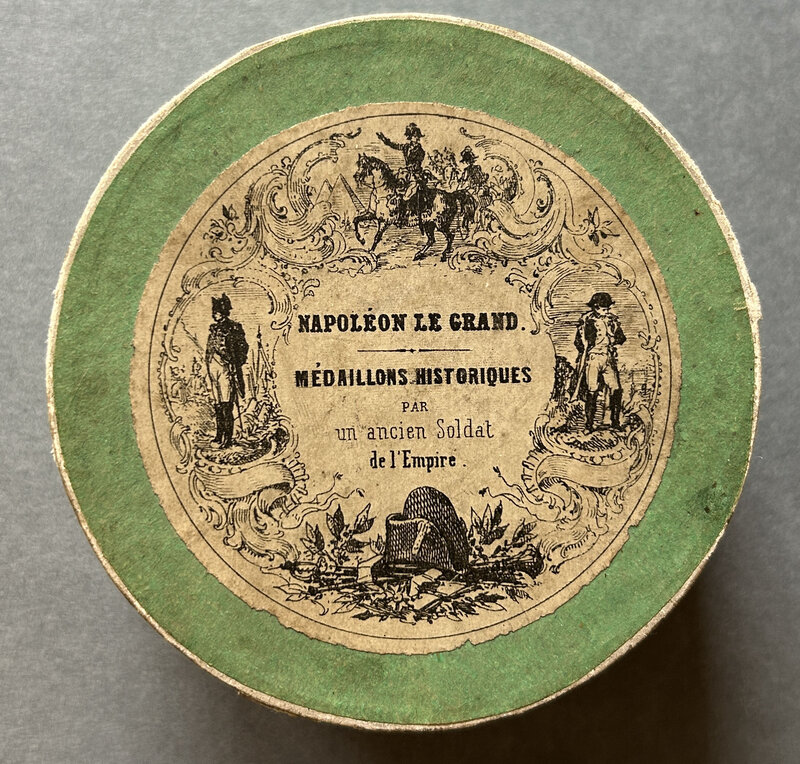 NAPOLÉON LE GRAND.
MÉDAILLONS HISTORIQUES
PAR
un ancien Soldat
de l'Empire.